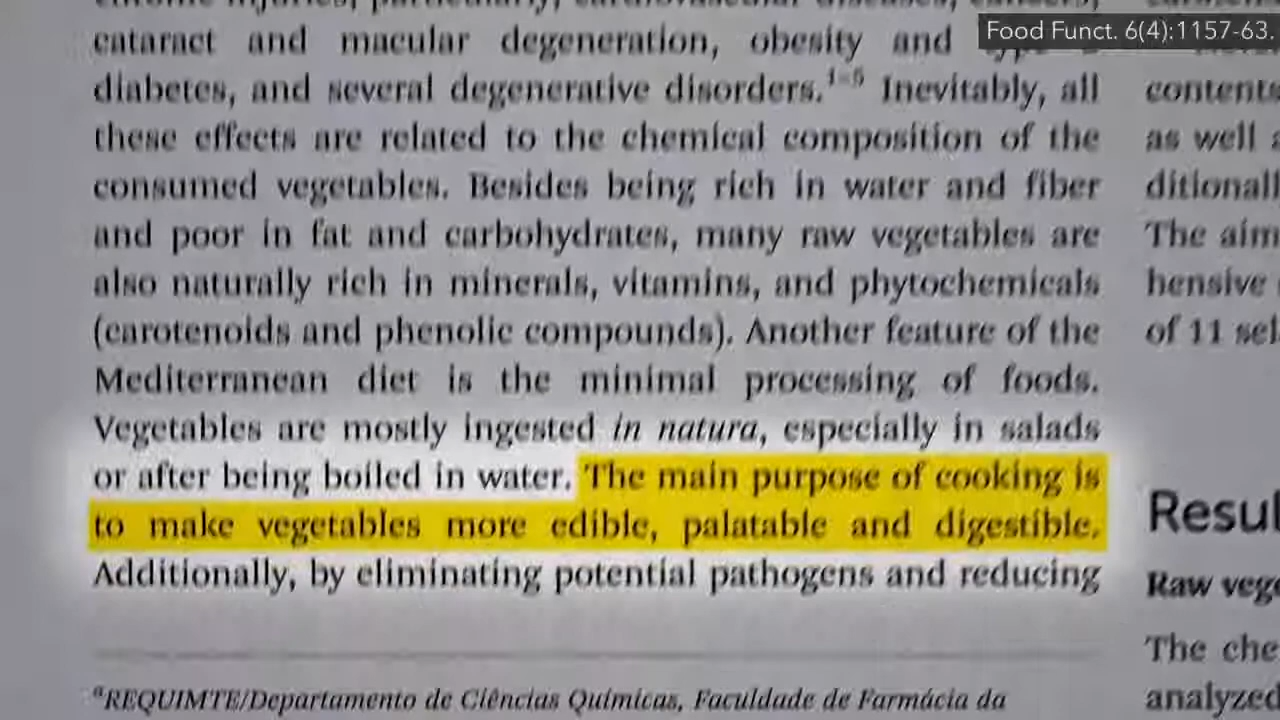 Food Funct. 6(4):1157-63.
cataract and macular degeneration, obesity and
diabetes, and several degenerative disorders.1–5 Inevitably, all
these effects are related to the chemical composition of the
consumed vegetables. Besides being rich in water and fiber
and poor in fat and carbohydrates, many raw vegetables are
also naturally rich in minerals, vitamins, and phytochemicals
(carotenoids and phenolic compounds). Another feature of the
Mediterranean diet is the minimal processing of foods.
Vegetables are mostly ingested in natura, especially in salads
or after being boiled in water. The main purpose of cooking is
to make vegetables more edible, palatable and digestible.
Additionally, by eliminating potential pathogens and reducing
aREQUIMTE/Departamento de Ciências Químicas, Faculdade de Farmácia da
contents
as well
ditionall
The aim
hensive
of 11 sel
Resul
Raw vege
The che
analyzed